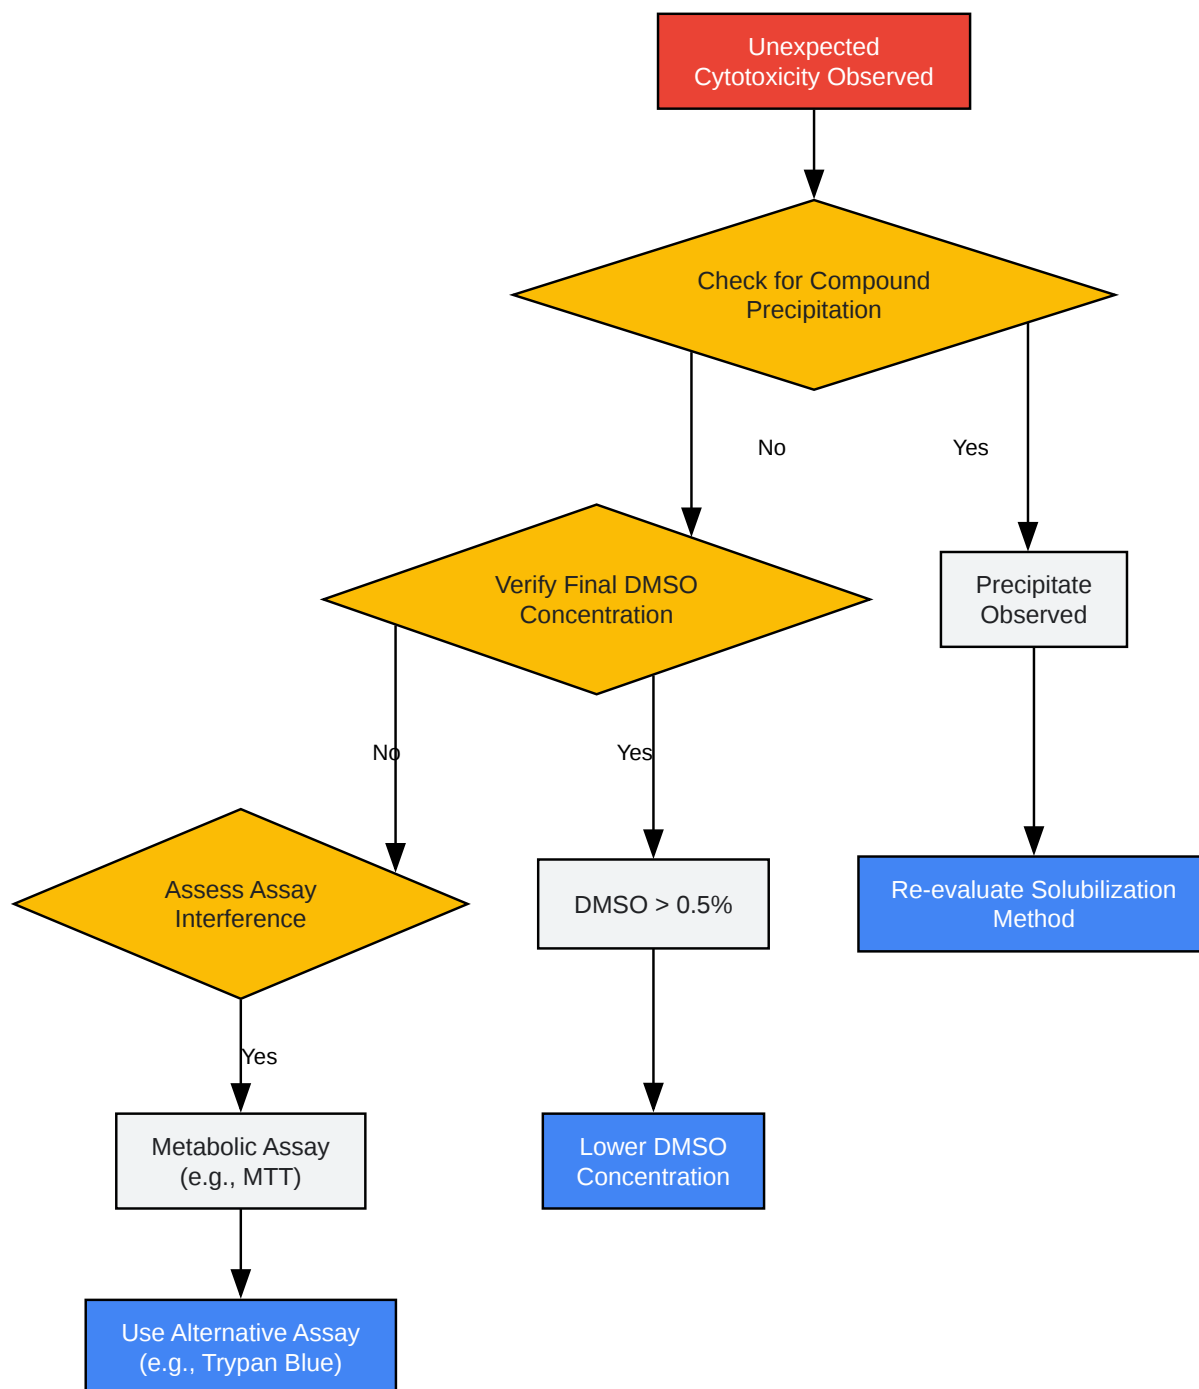 Unexpected
Cytotoxicity Observed
Check for Compound
Precipitation
No
Yes
Verify Final DMSO
Concentration
Precipitate
Observed
No
Yes
Assess Assay
Interference
DMSO > 0.5%
Re-evaluate Solubilization
Method
Yes
Metabolic Assay
(e.g., MTT)
Lower DMSO
Concentration
Use Alternative Assay
(e.g., Trypan Blue)